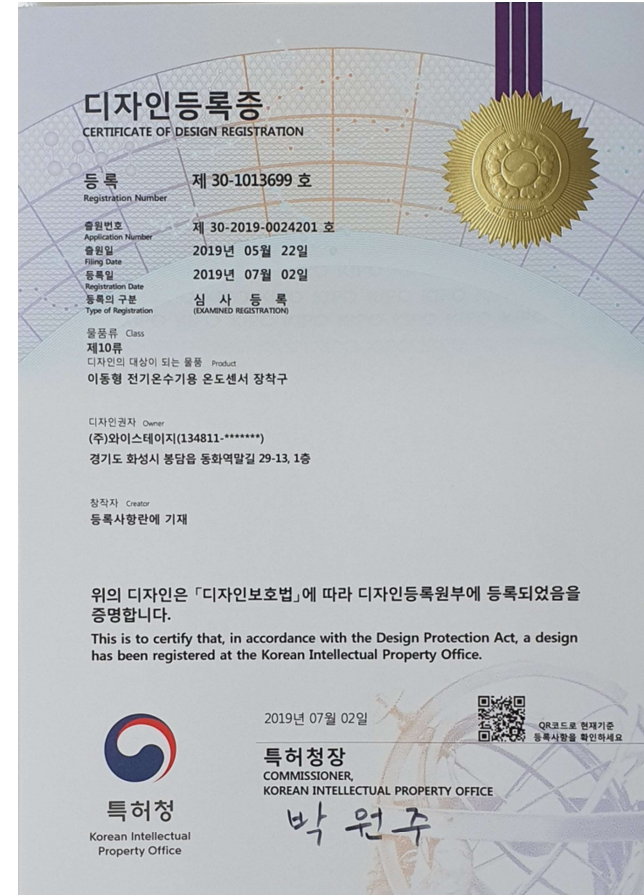 디자인등록증
CERTIFICATE OF DESIGN REGISTRATION
등록 제 30-1013699 호
Registration Number
출원번호 제 30-2019-0024201 호
Application Number
출원일 2019년 05월 22일
Filing Date
등록일 2019년 07월 02일
Registration Date
등록의 구분 심 사 등 록
Type of Registration (EXAMINED REGISTRATION)
물품류 Class
제10류
디자인의 대상이 되는 물품 Product
이동형 전기온수기용 온도센서 장착구
디자인권자 Owner
(주)와이스테이지(134811-*******)
경기도 화성시 봉담읍 동화역말길 29-13, 1층
창작자 Creator
등록사항란에 기재
위의 디자인은 「디자인보호법」에 따라 디자인등록원부에 등록되었음을
증명합니다.
This is to certify that, in accordance with the Design Protection Act, a design
has been registered at the Korean Intellectual Property Office.
2019년 07월 02일
QR코드로 현재기준
등록사항을 확인하세요
특허청장
COMMISSIONER,
KOREAN INTELLECTUAL PROPERTY OFFICE
박원주
특허청
Korean Intellectual
Property Office